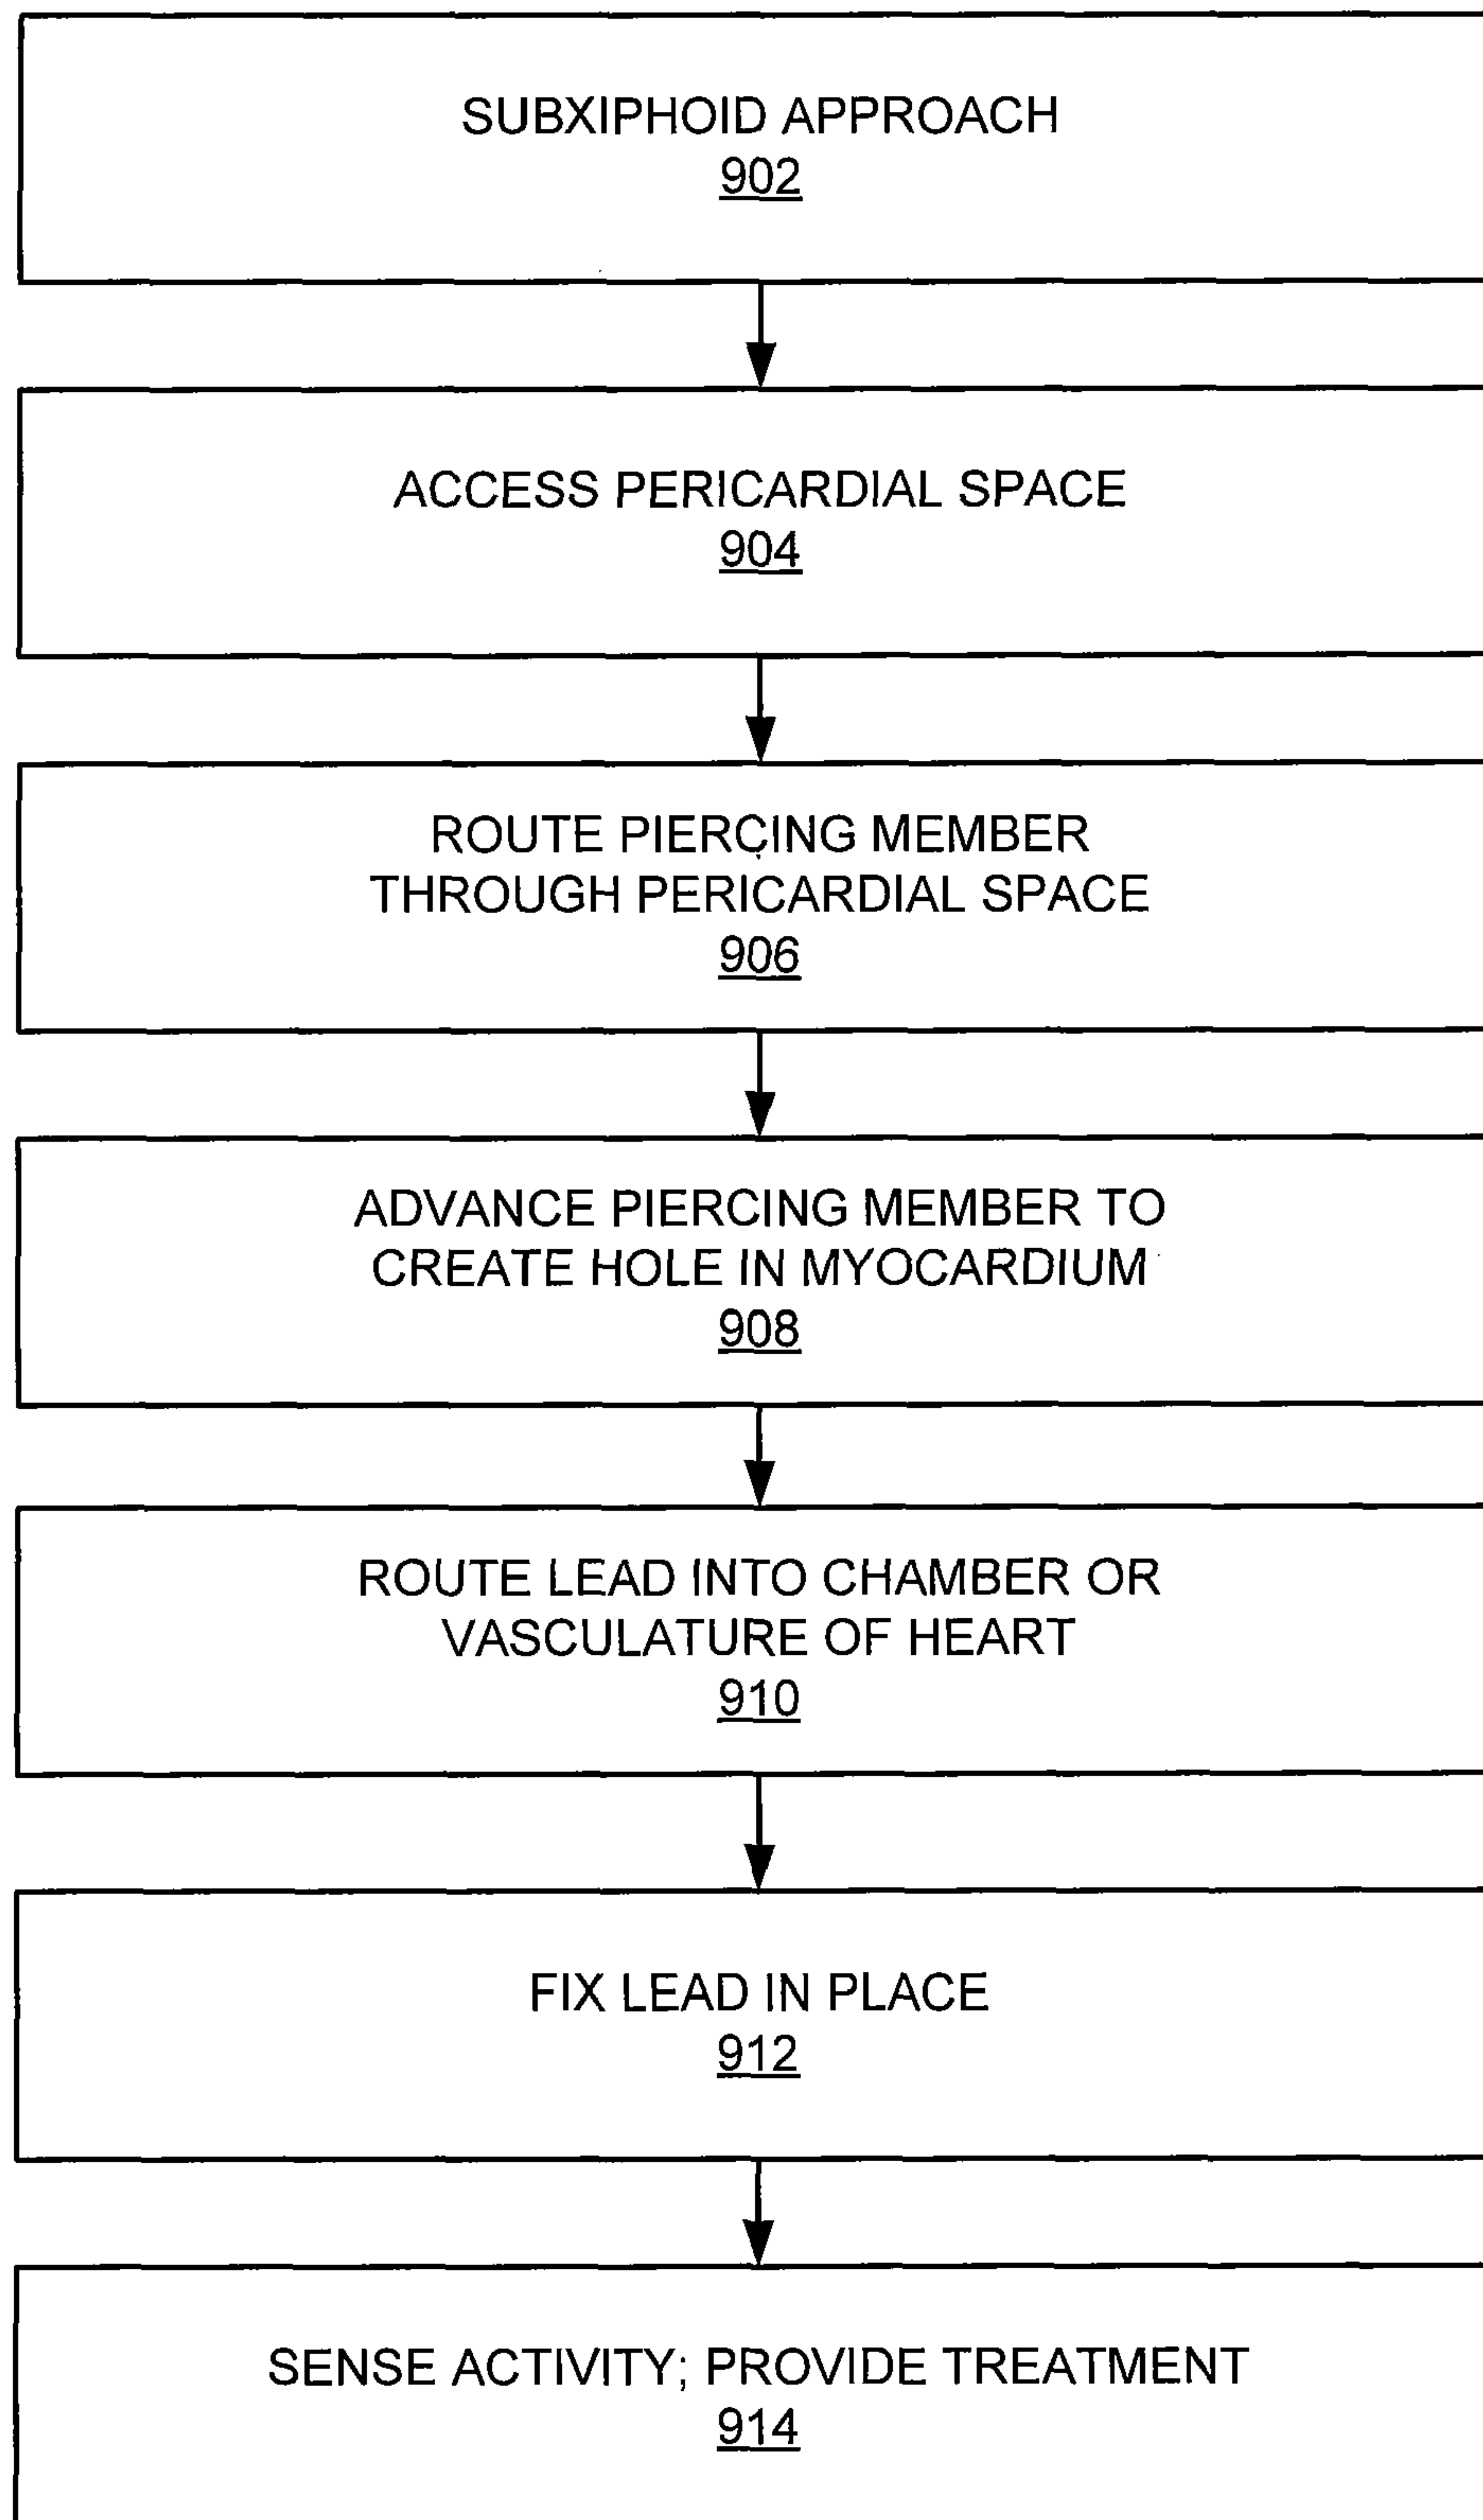 SUBXIPHOID APPROACH
902
ACCESS PERICARDIAL SPACE
904
ROUTE PIERCING MEMBER
THROUGH PERICARDIAL SPACE
906
ADVANCE PIERCING MEMBER TO
CREATE HOLE IN MYOCARDIUM
908
ROUTE LEAD INTO CHAMBER OR
VASCULATURE OF HEART
910
FIX LEAD IN PLACE
912
SENSE ACTIVITY; PROVIDE TREATMENT
914